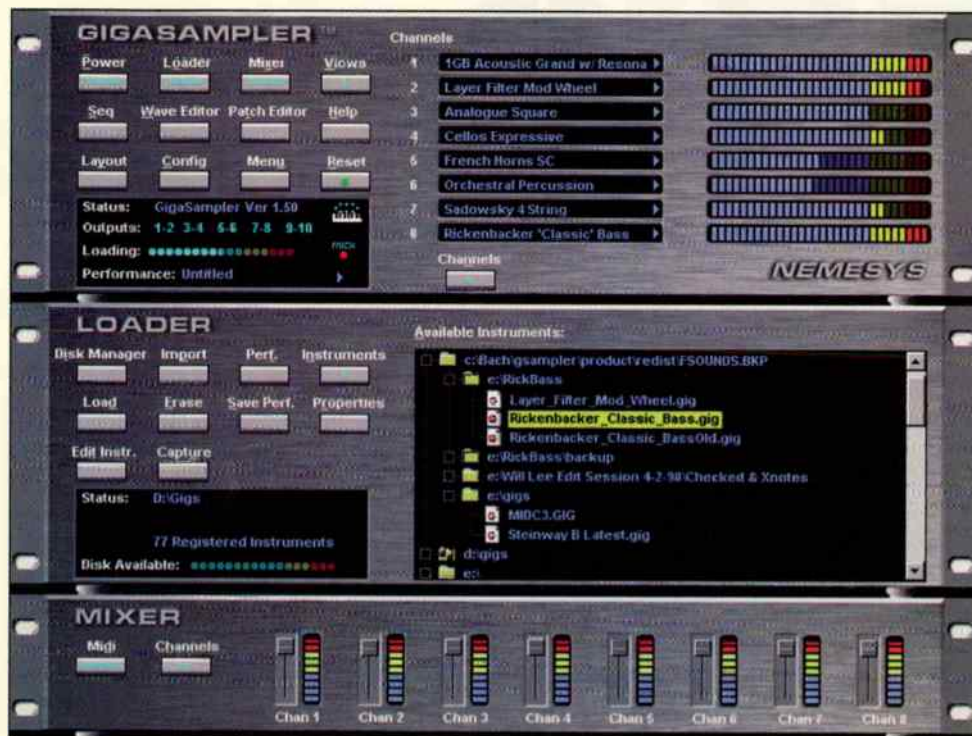 GIGASAMPLER™
Channels
Power Loader Mixer Views
Seq Wave Editor Patch Editor Help
Layout Config Menu Reset
Status: GigaSampler Ver 1.50
Outputs: 1-2 3-4 5-6 7-8 9-10
Loading:
Performance: Untitled
1 1GB Acoustic Grand w/ Resona
2 Layer Filter Mod Wheel
3 Analogue Square
4 Cellos Expressive
5 French Horns SC
6 Orchestral Percussion
7 Sadowsky 4 String
8 Rickenbacker 'Classic' Bass
Channels
NEMESYS
LOADER
Disk Manager Import Perf. Instruments
Load Erase Save Perf. Properties
Edit Instr. Capture
Status: D:\Gigs
77 Registered Instruments
Disk Available:
Available Instruments:
c:\Bach\gsampler\product\redist\FSOUNDS.BKP
e:\RickBass
Layer_Filter_Mod_Wheel.gig
Rickenbacker_Classic_Bass.gig
Rickenbacker_Classic_BassOld.gig
e:\RickBass\backup
e:\Will Lee Edit Session 4-2-98\Checked & Xnotes
e:\gigs
MIDC3.GIG
Steinway B Latest.gig
d:\gigs
e:\
MIXER
Midi Channels
Chan 1 Chan 2 Chan 3 Chan 4 Chan 5 Chan 6 Chan 7 Chan 8